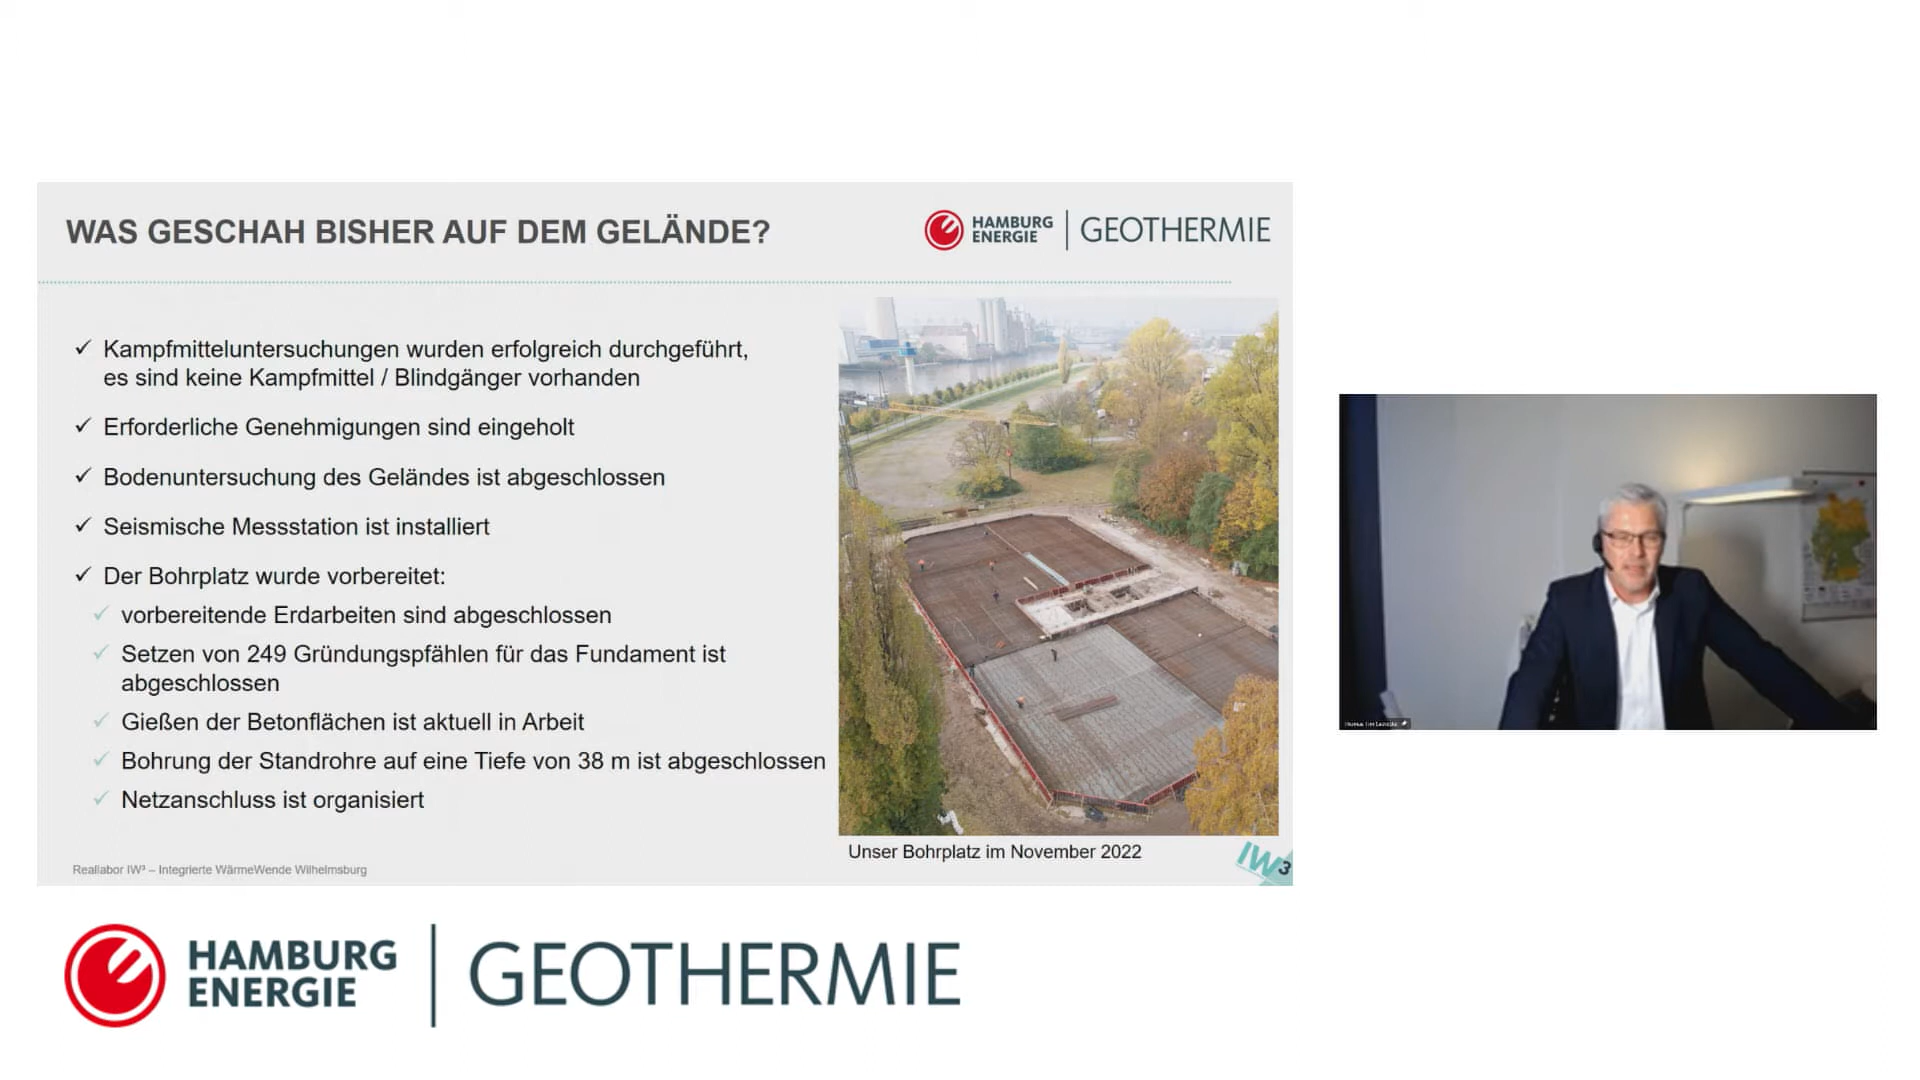 WAS GESCHAH BISHER AUF DEM GELÄNDE?
HAMBURG
ENERGIE
GEOTHERMIE
✓ Kampfmitteluntersuchungen wurden erfolgreich durchgeführt,
es sind keine Kampfmittel / Blindgänger vorhanden
✓ Erforderliche Genehmigungen sind eingeholt
✓ Bodenuntersuchung des Geländes ist abgeschlossen
✓ Seismische Messstation ist installiert
✓ Der Bohrplatz wurde vorbereitet:
✓ vorbereitende Erdarbeiten sind abgeschlossen
✓ Setzen von 249 Gründungspfählen für das Fundament ist
abgeschlossen
✓ Gießen der Betonflächen ist aktuell in Arbeit
✓ Bohrung der Standrohre auf eine Tiefe von 38 m ist abgeschlossen
✓ Netzanschluss ist organisiert
Unser Bohrplatz im November 2022
Reallabor IW³ – Integrierte WärmeWende Wilhelmsburg
IW3
HAMBURG
ENERGIE
GEOTHERMIE